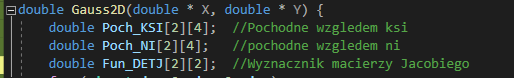 double Gauss2D(double * X, double * Y) {
double Poch_KSI[2][4]; //Pochodne wzgledem ksi
double Poch_NI[2][4]; //pochodne wzgledem ni
double Fun_DETJ[2][2]; //Wyznacznik macierzy Jacobiego